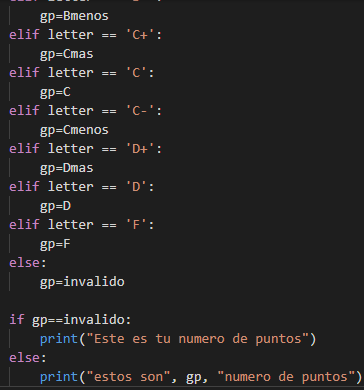 gp=Bmenos
elif letter == 'C+':
gp=Cmas
elif letter == 'C':
gp=C
elif letter == 'C-':
gp=Cmenos
elif letter == 'D+':
gp=Dmas
elif letter == 'D':
gp=D
elif letter == 'F':
gp=F
else:
gp=invalido
if gp==invalido:
print("Este es tu numero de puntos")
else:
print("estos son", gp, "numero de puntos")